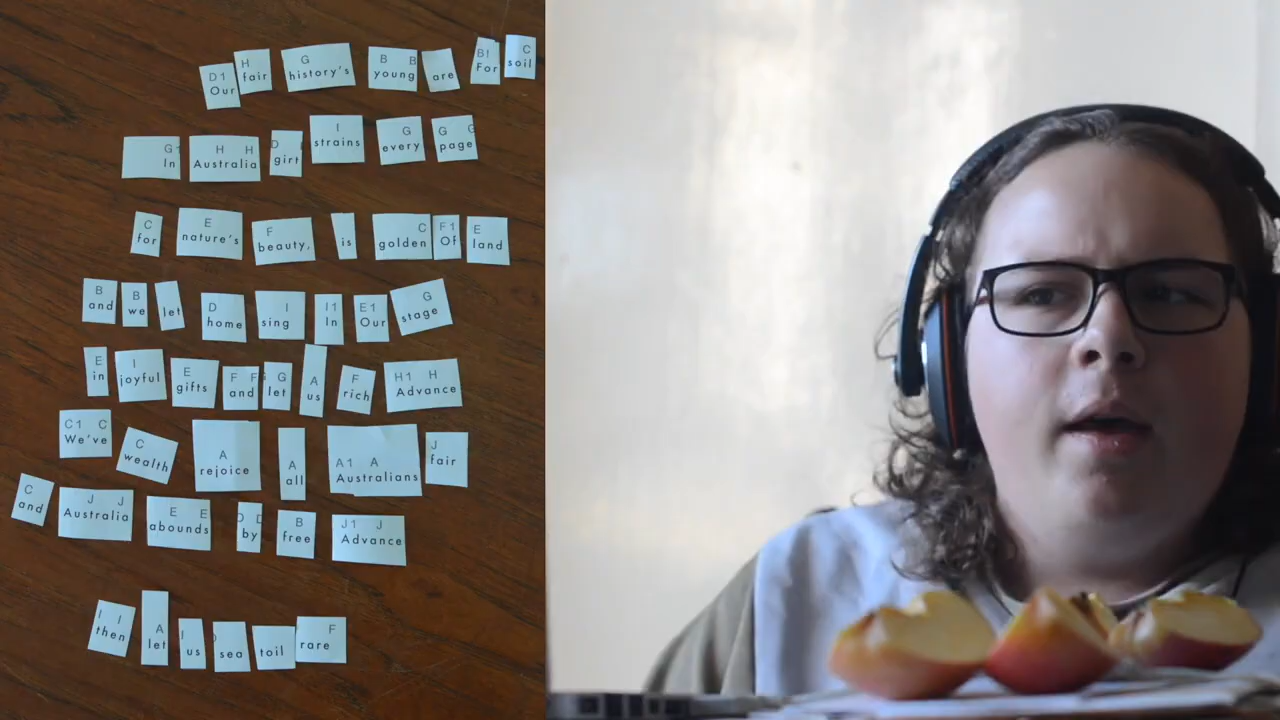 D1 Our H fair G history's B B young are B! For C soil
G1 In H H Australia D girt I strains G every G G page
C for E nature's F beauty, is C golden F1 Of E land
B and B we let D home I sing I1 In E1 Our G stage
E in I joyful E gifts F F and G let A us F rich H1 H Advance
C1 C We've C wealth A rejoice A all A1 A Australians J fair
C and J J Australia E E abounds D D by B free J1 J Advance
I I then A let us sea toil F rare